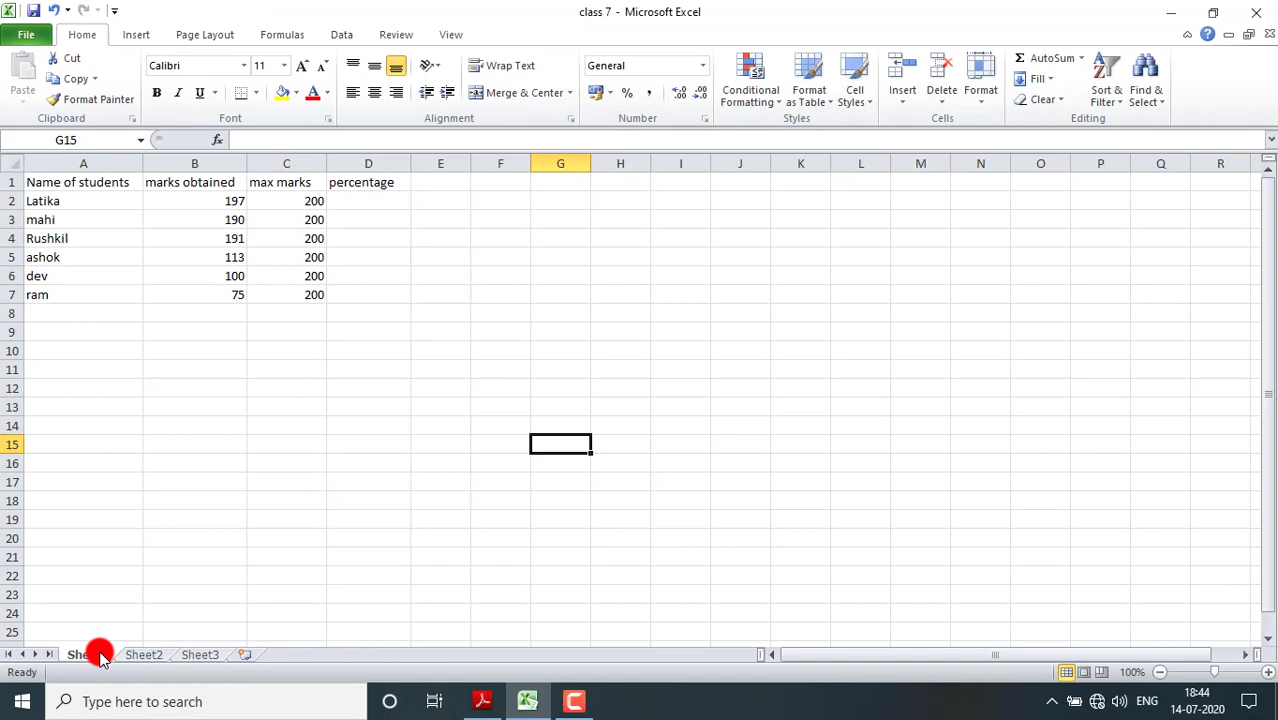 class 7 - Microsoft Excel
File Home Insert Page Layout Formulas Data Review View
Cut
Copy
Format Painter
Paste
Clipboard
Calibri 11
B I U A
Font
Wrap Text
Merge & Center
Alignment
General
% ,
Number
Conditional Formatting
Format as Table
Cell Styles
Styles
Insert Delete Format
Cells
AutoSum
Fill
Clear
Sort & Filter
Find & Select
Editing
G15 fx
A B C D E F G H I J K L M N O P Q R
1 Name of students marks obtained max marks percentage
2 Latika 197 200
3 mahi 190 200
4 Rushkil 191 200
5 ashok 113 200
6 dev 100 200
7 ram 75 200
8
9
10
11
12
13
14
15
16
17
18
19
20
21
22
23
24
25
Sheet2 Sheet3
Ready 100%
Type here to search ENG 18:44
14-07-2020